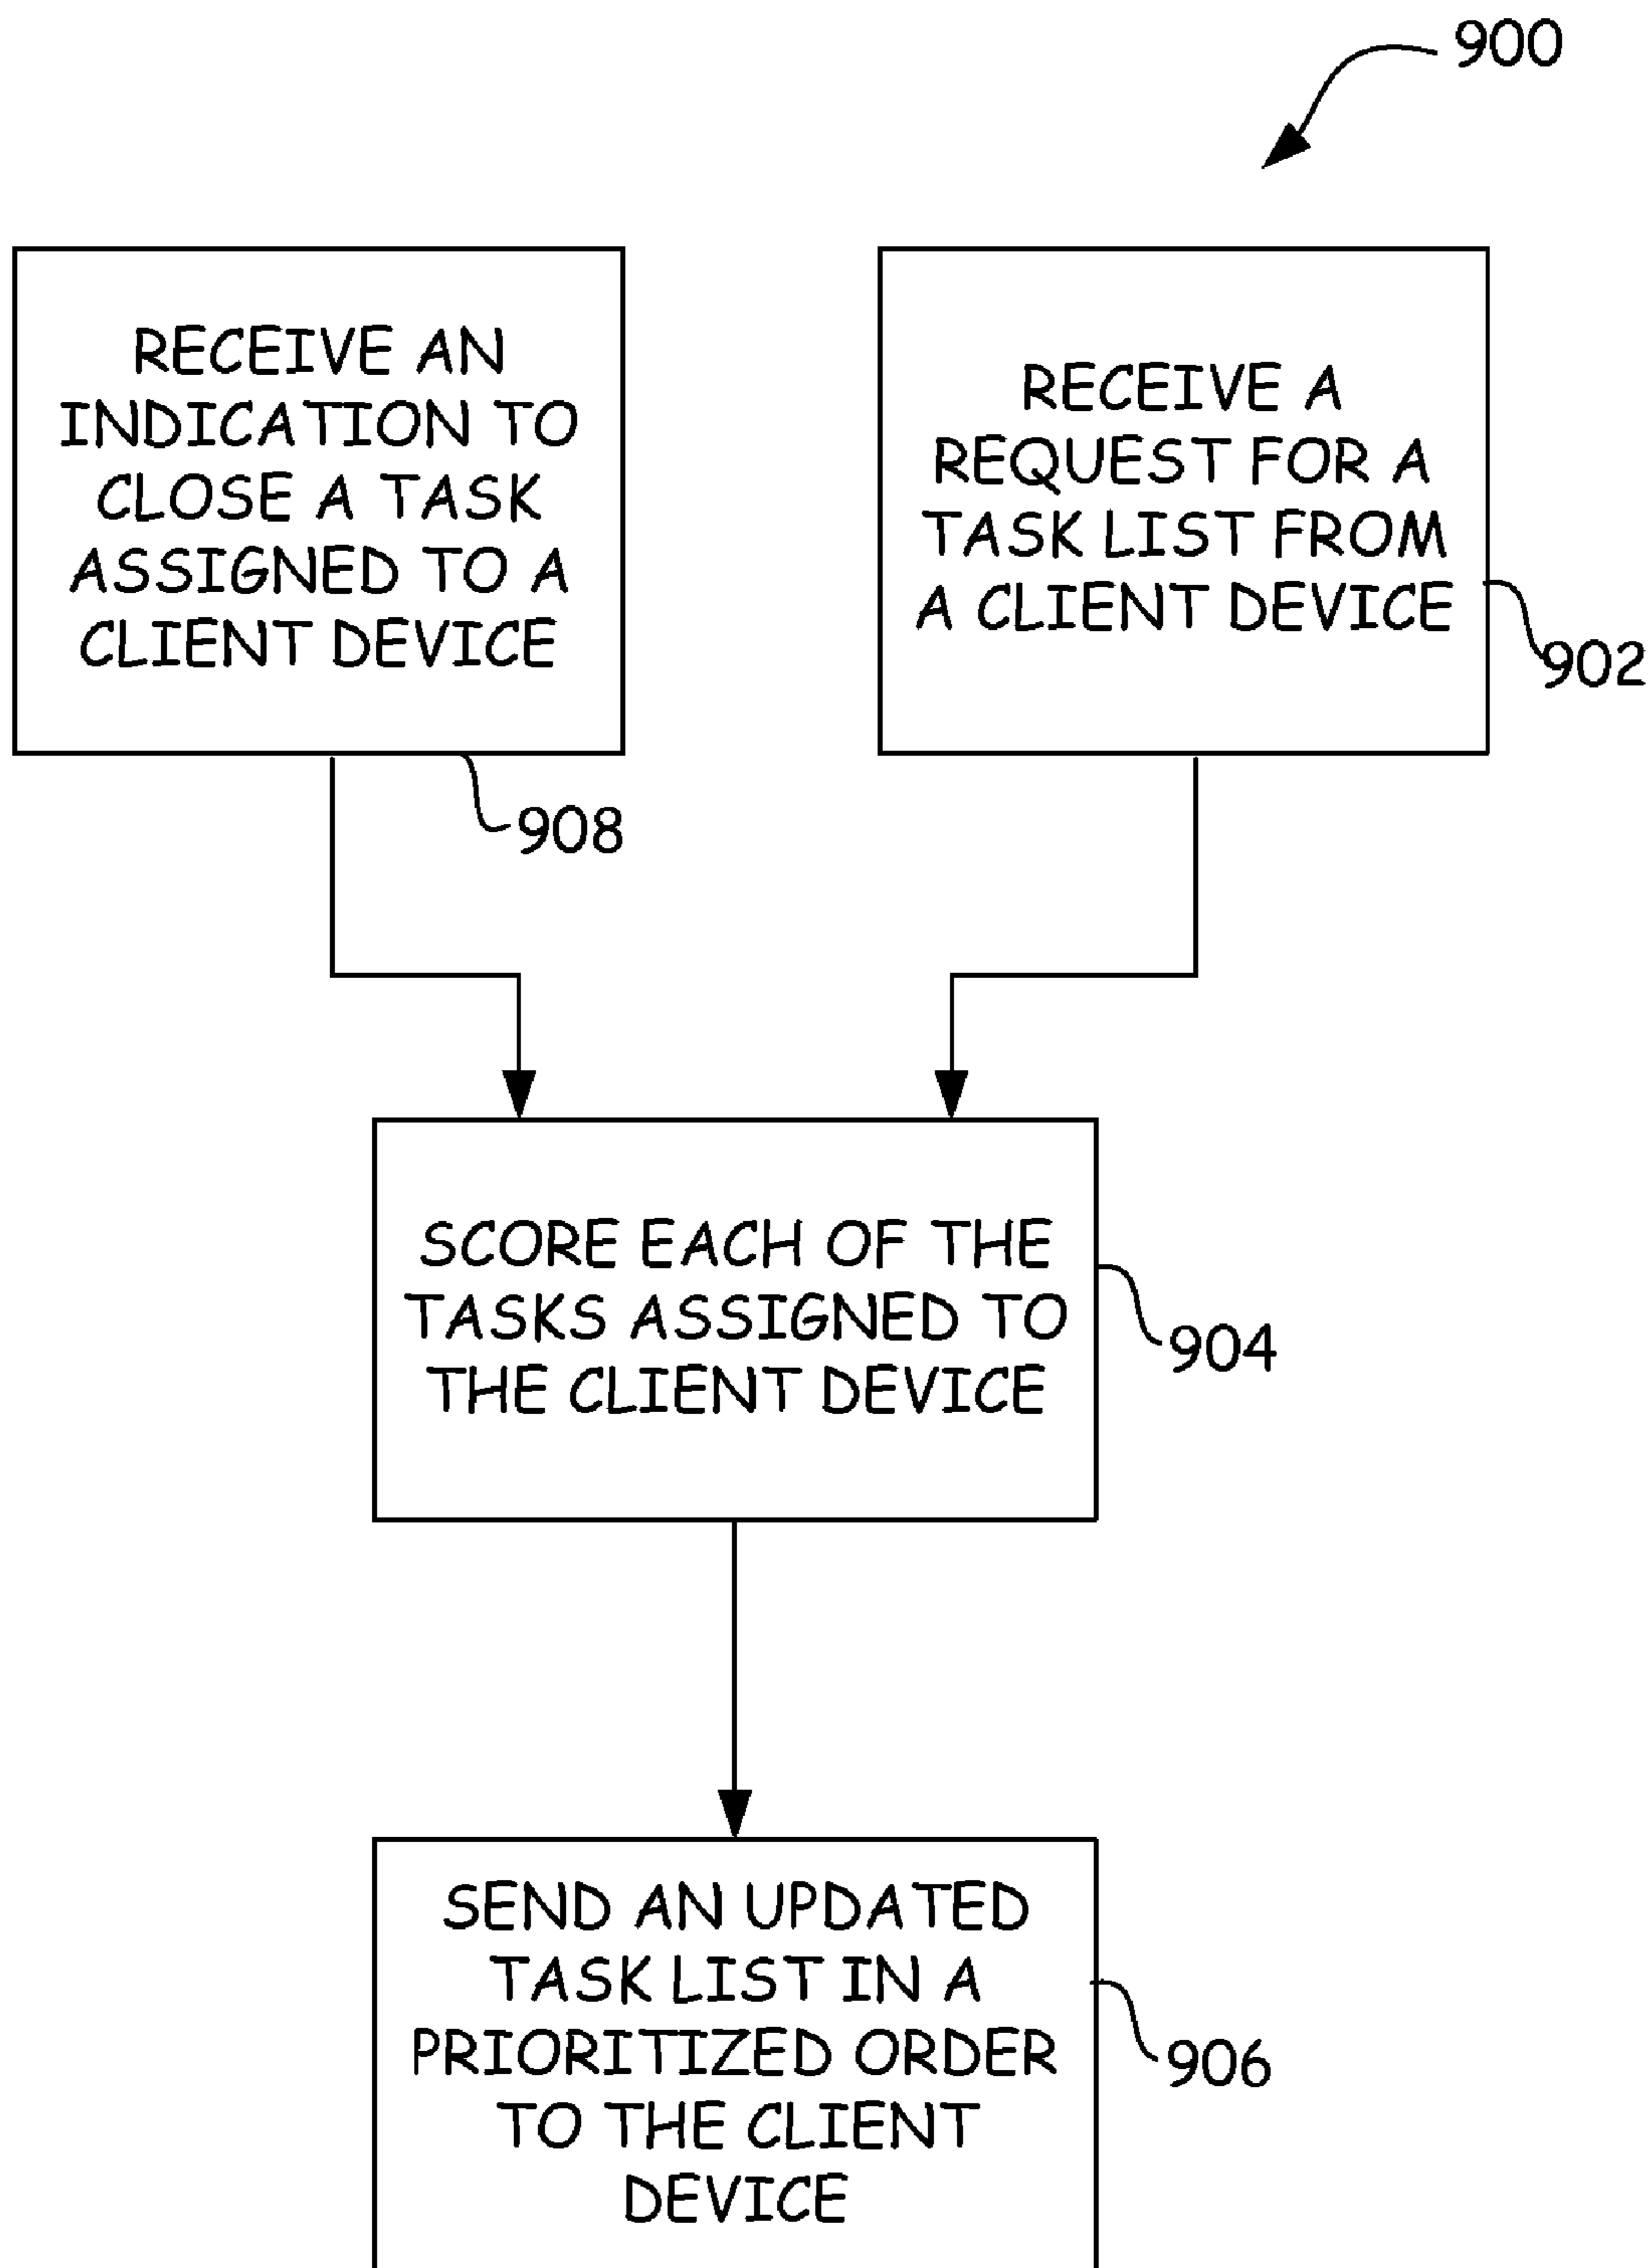 900
RECEIVE AN
INDICATION TO
CLOSE A TASK
ASSIGNED TO A
CLIENT DEVICE
908
RECEIVE A
REQUEST FOR A
TASK LIST FROM
A CLIENT DEVICE
902
SCORE EACH OF THE
TASKS ASSIGNED TO
THE CLIENT DEVICE
904
SEND AN UPDATED
TASK LIST IN A
PRIORITIZED ORDER
TO THE CLIENT
DEVICE
906